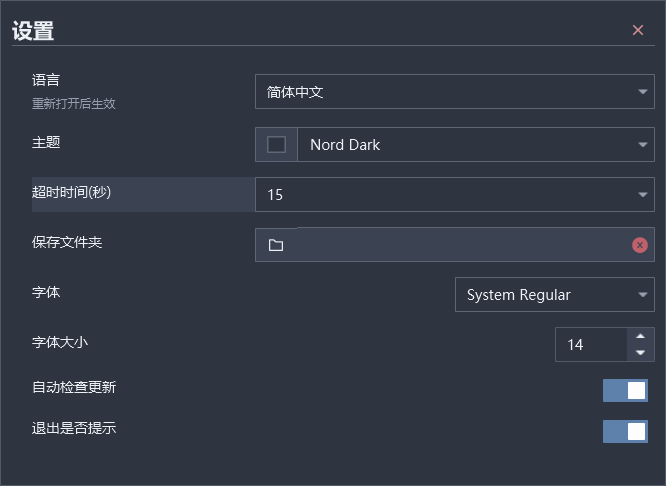 设置
语言
简体中文
重新打开后生效
主题
Nord Dark
超时时间(秒)
15
保存文件夹
字体
System Regular
字体大小
14
自动检查更新
退出是否提示